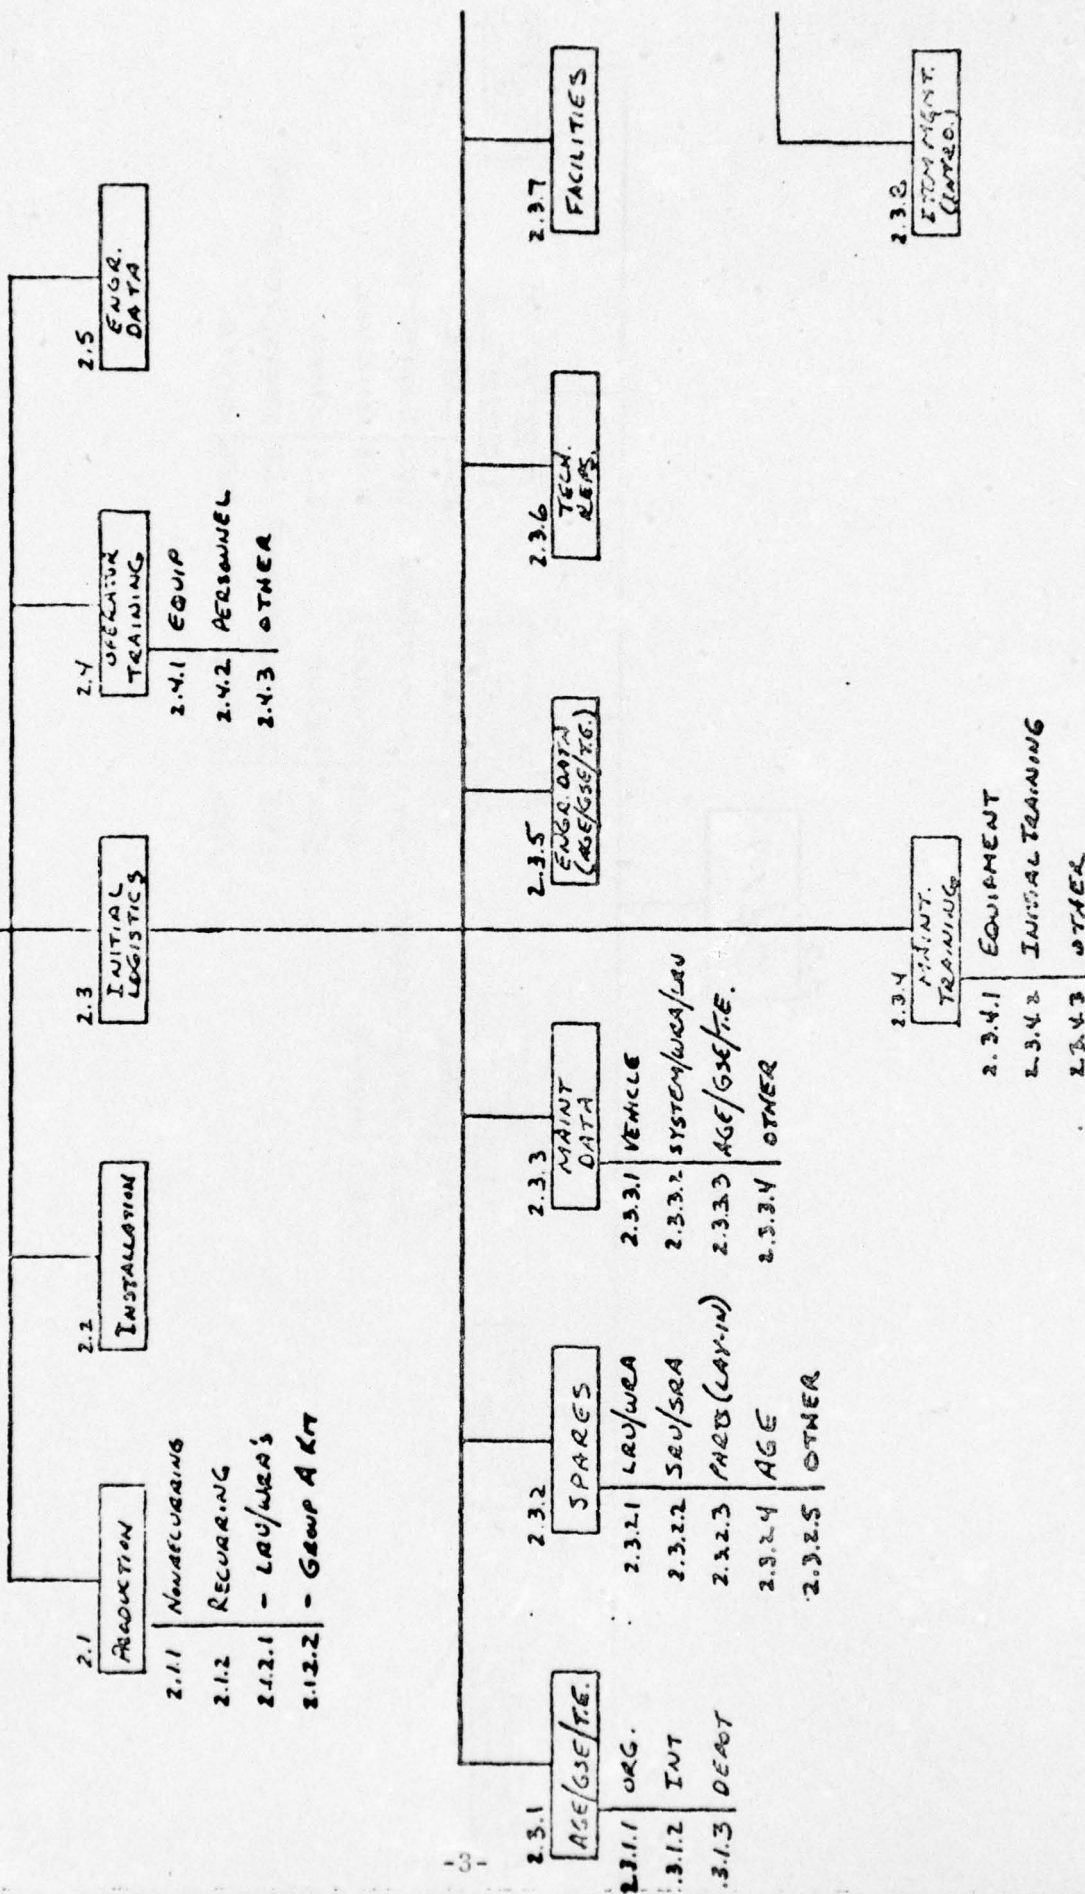 2.1
PRODUCTION
2.1.1 NONRECURRING
2.1.2 RECURRING
2.1.2.1 - LRU/WRA'S
2.1.2.2 - GROUP A KIT
2.2
INSTALLATION
2.3
INITIAL
LOGISTICS
2.4
OPERATOR
TRAINING
2.4.1 EQUIP
2.4.2 PERSONNEL
2.4.3 OTHER
2.5
ENGR.
DATA
2.3.1
AGE/GSE/T.E.
2.3.1.1 ORG.
.3.1.2 INT
.3.1.3 DEPOT
2.3.2
SPARES
2.3.2.1 LRU/WRA
2.3.2.2 SRU/SRA
2.3.2.3 PARTS (LAY-IN)
2.3.2.4 AGE
2.3.2.5 OTHER
2.3.3
MAINT
DATA
2.3.3.1 VEHICLE
2.3.3.2 SYSTEM/WRA/LRU
2.3.3.3 AGE/GSE/T.E.
2.3.3.4 OTHER
2.3.5
ENGR. DATA
(AGE/GSE/T.E.)
2.3.6
TECH.
REPS.
2.3.7
FACILITIES
2.3.4
MAINT.
TRAINING
2.3.4.1 EQUIPMENT
2.3.4.2 INITIAL TRAINING
2.3.4.3 OTHER
2.3.8
ITEM MGMT.
(INTRO.)
-3-